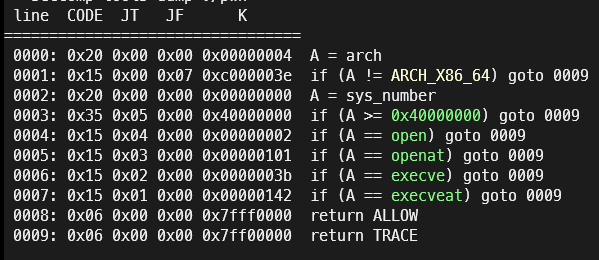 line  CODE  JT   JF      K
=================================
0000: 0x20 0x00 0x00 0x00000004  A = arch
0001: 0x15 0x00 0x07 0xc000003e  if (A != ARCH_X86_64) goto 0009
0002: 0x20 0x00 0x00 0x00000000  A = sys_number
0003: 0x35 0x05 0x00 0x40000000  if (A >= 0x40000000) goto 0009
0004: 0x15 0x04 0x00 0x00000002  if (A == open) goto 0009
0005: 0x15 0x03 0x00 0x00000101  if (A == openat) goto 0009
0006: 0x15 0x02 0x00 0x0000003b  if (A == execve) goto 0009
0007: 0x15 0x01 0x00 0x00000142  if (A == execveat) goto 0009
0008: 0x06 0x00 0x00 0x7fff0000  return ALLOW
0009: 0x06 0x00 0x00 0x7ff00000  return TRACE